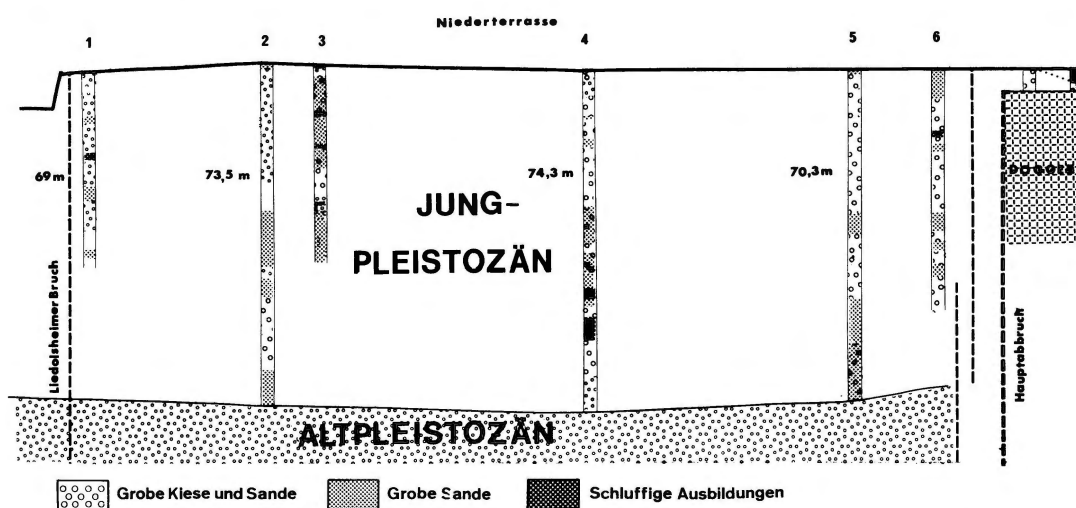 Niederterrasse
1 2 3 4 5 6
69 m 73,5 m 74,3 m 70,3 m
JUNG-
PLEISTOZÄN
Liedolsheimer Bruch
Hauptabbruch
ALTPLEISTOZÄN
Grobe Kiese und Sande Grobe Sande Schluffige Ausbildungen